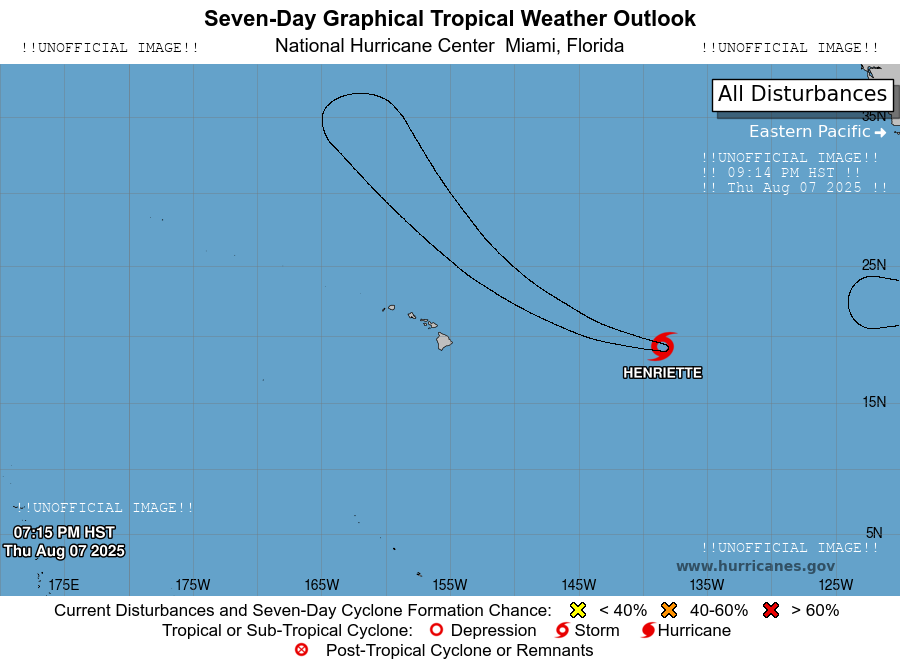 Seven-Day Graphical Tropical Weather Outlook
!!UNOFFICIAL IMAGE!! National Hurricane Center Miami, Florida !!UNOFFICIAL IMAGE!!
All Disturbances
35N
Eastern Pacific
!!UNOFFICIAL IMAGE!!
!! 09:14 PM HST !!
!! Thu Aug 07 2025 !!
25N
HENRIETTE
15N
!!UNOFFICIAL IMAGE!!
07:15 PM HST
Thu Aug 07 2025
5N
!!UNOFFICIAL IMAGE!!
www.hurricanes.gov
175E 175W 165W 155W 145W 135W 125W
Current Disturbances and Seven-Day Cyclone Formation Chance: < 40% 40-60% > 60%
Tropical or Sub-Tropical Cyclone: Depression Storm Hurricane
Post-Tropical Cyclone or Remnants